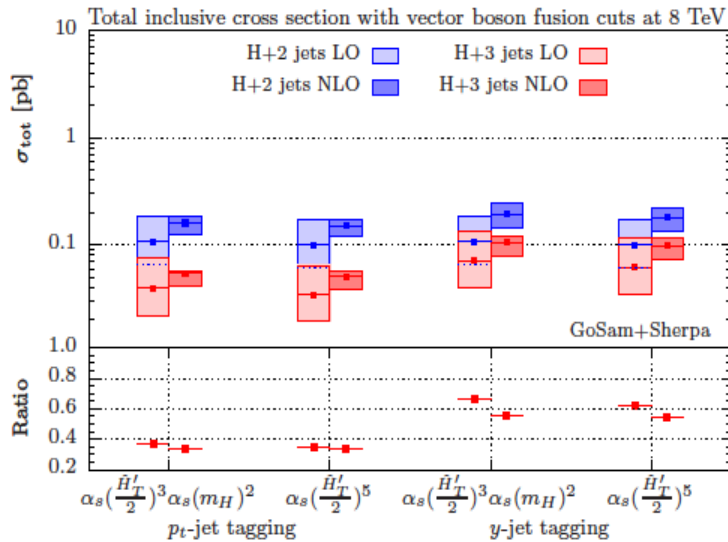 Total inclusive cross section with vector boson fusion cuts at 8 TeV
10
H+2 jets LO
H+3 jets LO
H+2 jets NLO
H+3 jets NLO
σtot [pb]
1
0.1
GoSam+Sherpa
1.0
0.8
0.6
0.4
0.2
Ratio
αs(Ĥ′T/2)³αs(mH)² αs(Ĥ′T/2)⁵ αs(Ĥ′T/2)³αs(mH)² αs(Ĥ′T/2)⁵
pt-jet tagging y-jet tagging